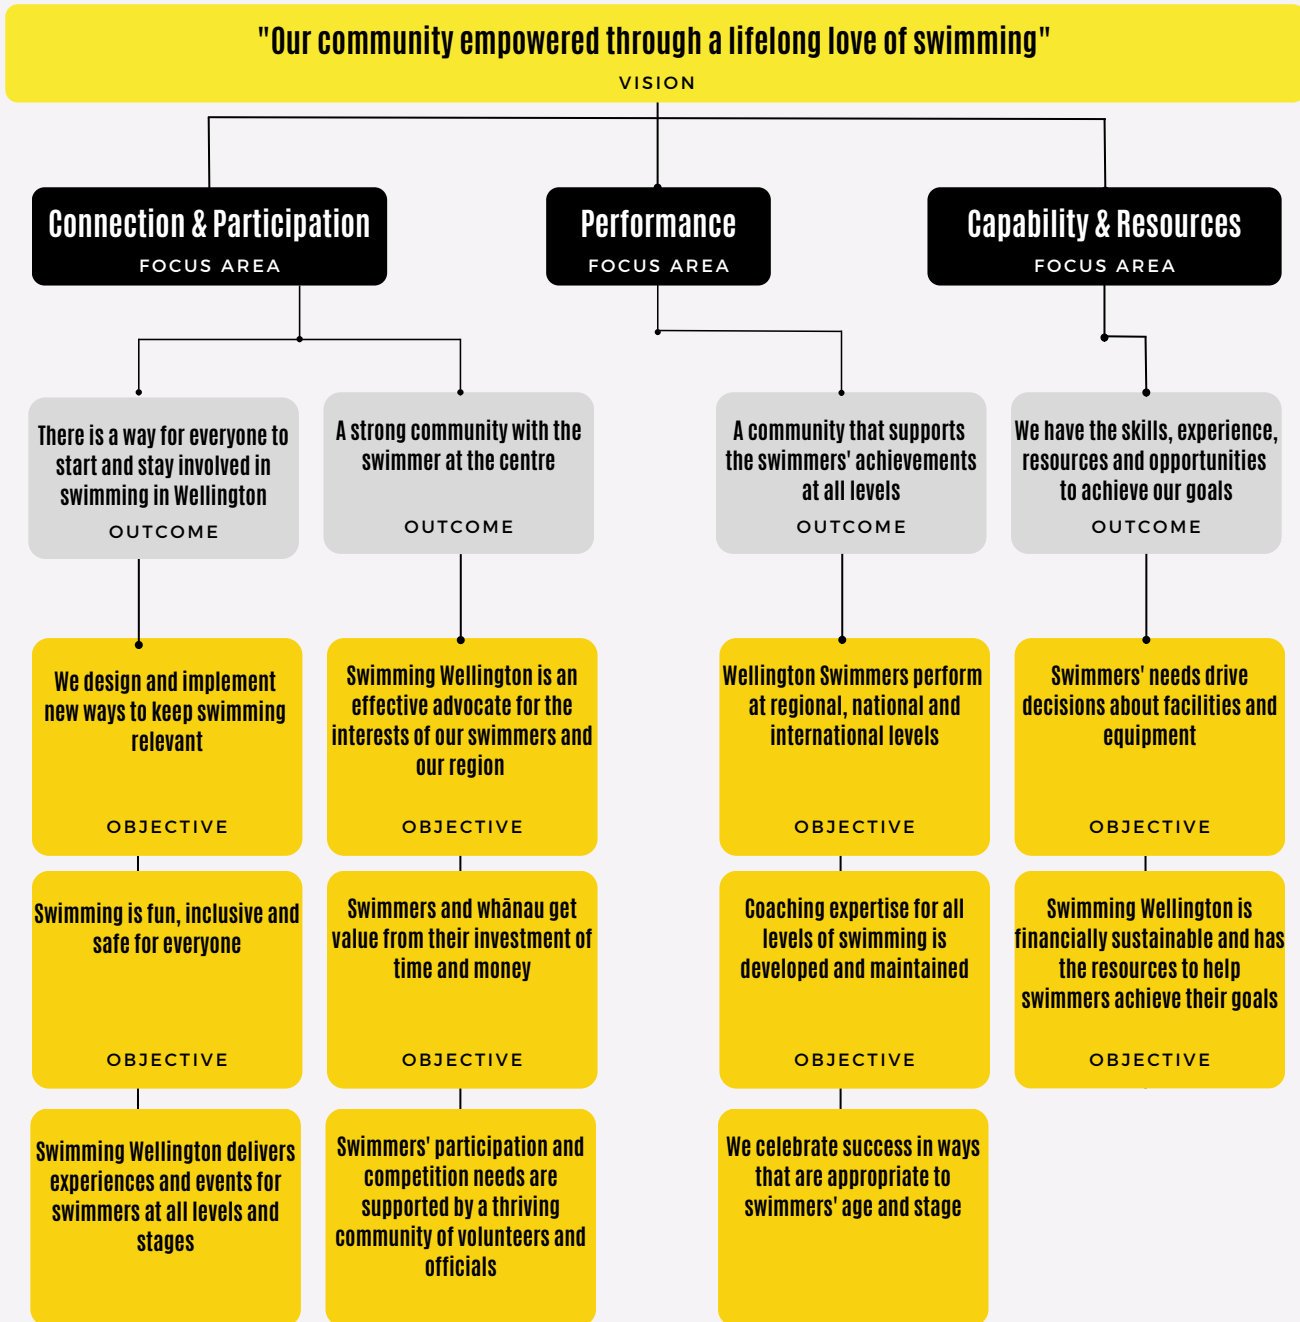 "Our community empowered through a lifelong love of swimming"
VISION
Connection & Participation
FOCUS AREA
Performance
FOCUS AREA
Capability & Resources
FOCUS AREA
There is a way for everyone to
start and stay involved in
swimming in Wellington
OUTCOME
A strong community with the
swimmer at the centre
OUTCOME
A community that supports
the swimmers' achievements
at all levels
OUTCOME
We have the skills, experience,
resources and opportunities
to achieve our goals
OUTCOME
We design and implement
new ways to keep swimming
relevant
OBJECTIVE
Swimming Wellington is an
effective advocate for the
interests of our swimmers and
our region
OBJECTIVE
Wellington Swimmers perform
at regional, national and
international levels
OBJECTIVE
Swimmers' needs drive
decisions about facilities and
equipment
OBJECTIVE
Swimming is fun, inclusive and
safe for everyone
OBJECTIVE
Swimmers and whānau get
value from their investment of
time and money
OBJECTIVE
Coaching expertise for all
levels of swimming is
developed and maintained
OBJECTIVE
Swimming Wellington is
financially sustainable and has
the resources to help
swimmers achieve their goals
OBJECTIVE
Swimming Wellington delivers
experiences and events for
swimmers at all levels and
stages
Swimmers' participation and
competition needs are
supported by a thriving
community of volunteers and
officials
We celebrate success in ways
that are appropriate to
swimmers' age and stage